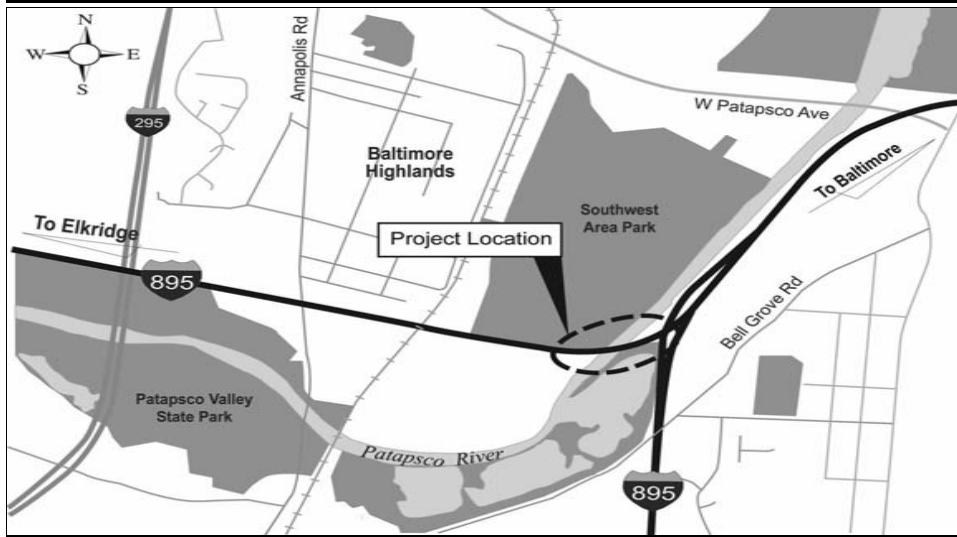 N
W E
S
295
Annapolis Rd
W Patapsco Ave
Baltimore
Highlands
To Baltimore
Southwest
Area Park
To Elkridge
Project Location
895
Bell Grove Rd
Patapsco Valley
State Park
Patapsco River
895